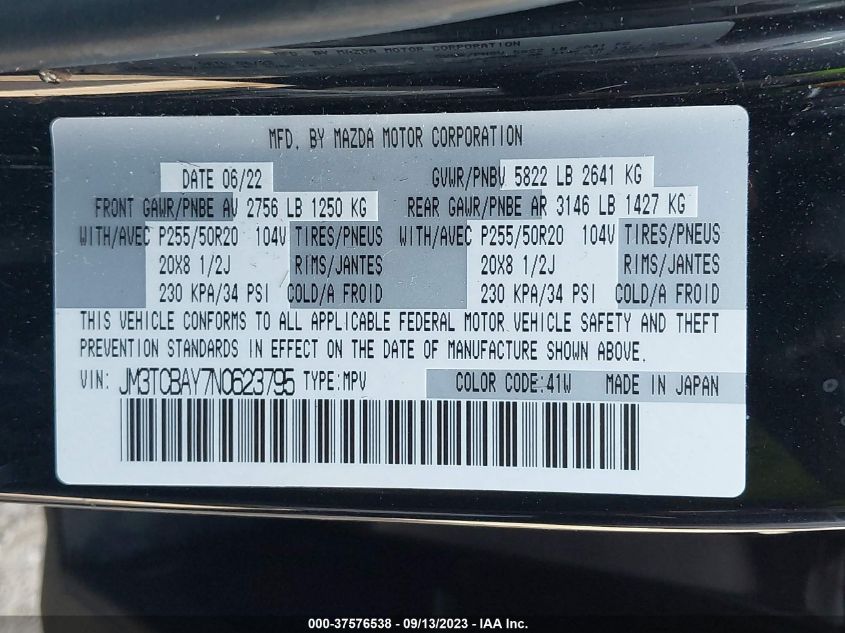 MFD. BY MAZDA MOTOR CORPORATION
DATE 06/22 GVWR/PNBV 5822 LB 2641 KG
FRONT GAWR/PNBE AV 2756 LB 1250 KG REAR GAWR/PNBE AR 3146 LB 1427 KG
WITH/AVEC P255/50R20 104V TIRES/PNEUS WITH/AVEC P255/50R20 104V TIRES/PNEUS
20X8 1/2J RIMS/JANTES 20X8 1/2J RIMS/JANTES
230 KPA/34 PSI COLD/A FROID 230 KPA/34 PSI COLD/A FROID
THIS VEHICLE CONFORMS TO ALL APPLICABLE FEDERAL MOTOR VEHICLE SAFETY AND THEFT
PREVENTION STANDARDS IN EFFECT ON THE DATE OF MANUFACTURE SHOWN ABOVE.
VIN: JM3TCBAY7N0623795 TYPE:MPV COLOR CODE:41W MADE IN JAPAN
000-37576538 - 09/13/2023 - IAA Inc.